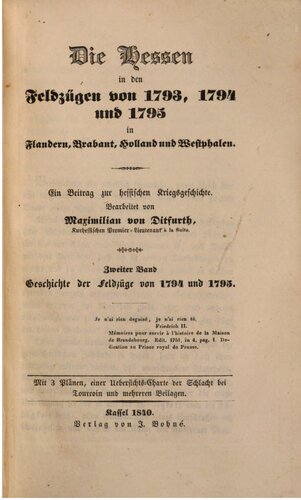 Die Hessen
in den
Feldzügen von 1793, 1794
und 1795
in
Flandern, Brabant, Holland und Westphalen.
Ein Beitrag zur hessischen Kriegsgeschichte.
Bearbeitet von
Maximilian von Ditfurth,
Kurhessischen Premier-Lieutenant à la Suite.
Zweiter Band
Geschichte der Feldzüge von 1794 und 1795.
Je n'ai rien déguisé, je n'ai rien tû.
Friedrich II.
Mémoires pour servir à l'histoire de la Maison
de Brandebourg. Edit. 1751, in 4. pag. 1. De-
dication au Prince royal de Prusse.
Mit 3 Plänen, einer Uebersichts-Charte der Schlacht bei
Tourcoin und mehreren Beilagen.
Kassel 1840.
Verlag von J. Bohné.